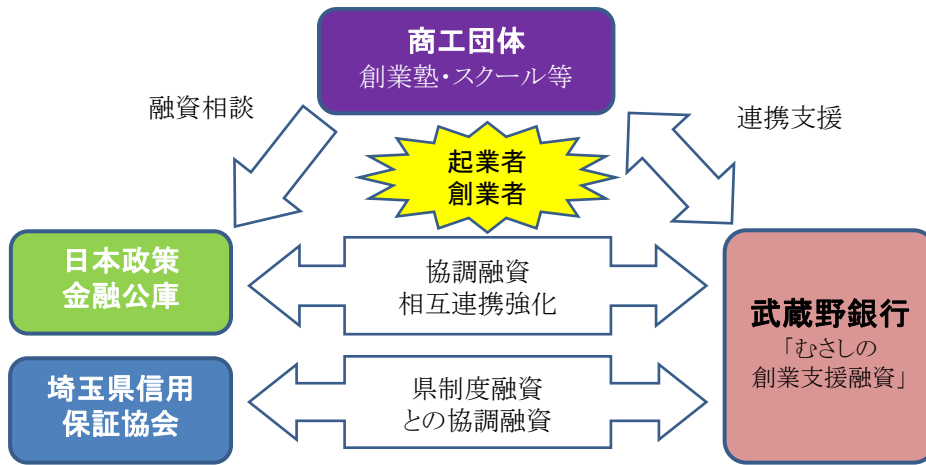 商工団体
創業塾・スクール等
融資相談
連携支援
起業者
創業者
日本政策
金融公庫
協調融資
相互連携強化
武蔵野銀行
「むさしの
創業支援融資」
埼玉県信用
保証協会
県制度融資
との協調融資